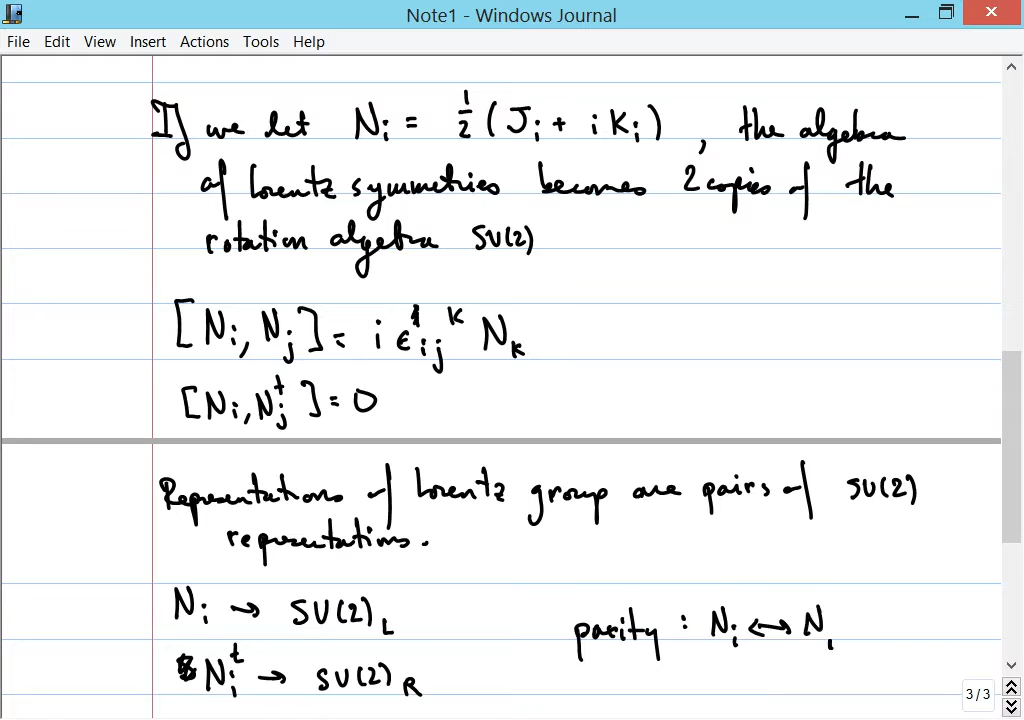 Note1 - Windows Journal
File Edit View Insert Actions Tools Help
If we let Nᵢ = ½ (Jᵢ + i Kᵢ) , the algebra
of Lorentz symmetries becomes 2 copies of the
rotation algebra SU(2)
[Nᵢ, Nⱼ] = i ϵᵢⱼᵏ Nₖ
[Nᵢ, Nⱼ†] = 0
Representations of Lorentz group are pairs of SU(2)
representations.
Nᵢ → SU(2)_L
parity : Nᵢ ↔ N
Nᵢ† → SU(2)_R
3 / 3